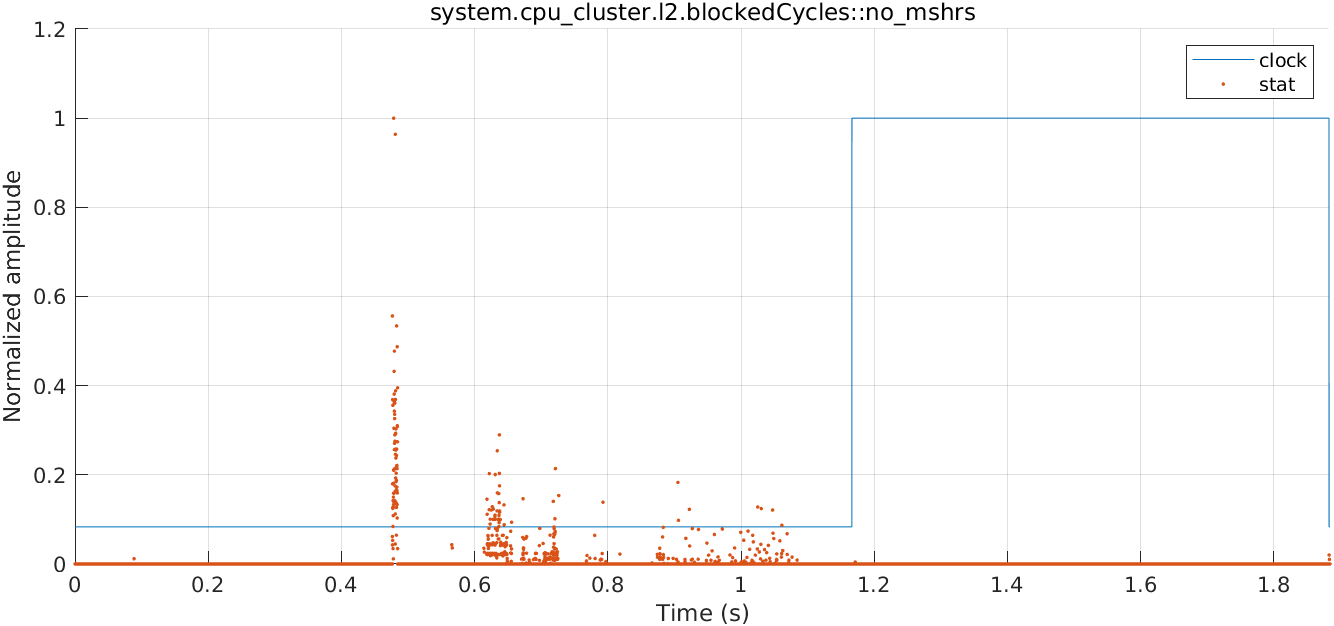 system.cpu_cluster.l2.blockedCycles::no_mshrs
1.2
1
0.8
0.6
0.4
0.2
0
Normalized amplitude
clock
stat
0 0.2 0.4 0.6 0.8 1 1.2 1.4 1.6 1.8
Time (s)